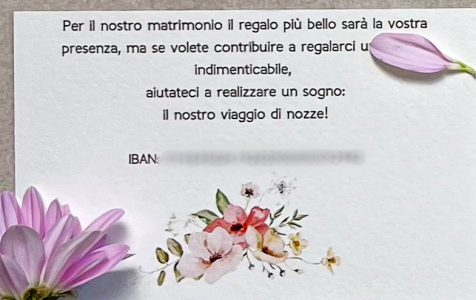 Per il nostro matrimonio il regalo più bello sarà la vostra
presenza, ma se volete contribuire a regalarci
indimenticabile,
aiutateci a realizzare un sogno:
il nostro viaggio di nozze!
IBAN: